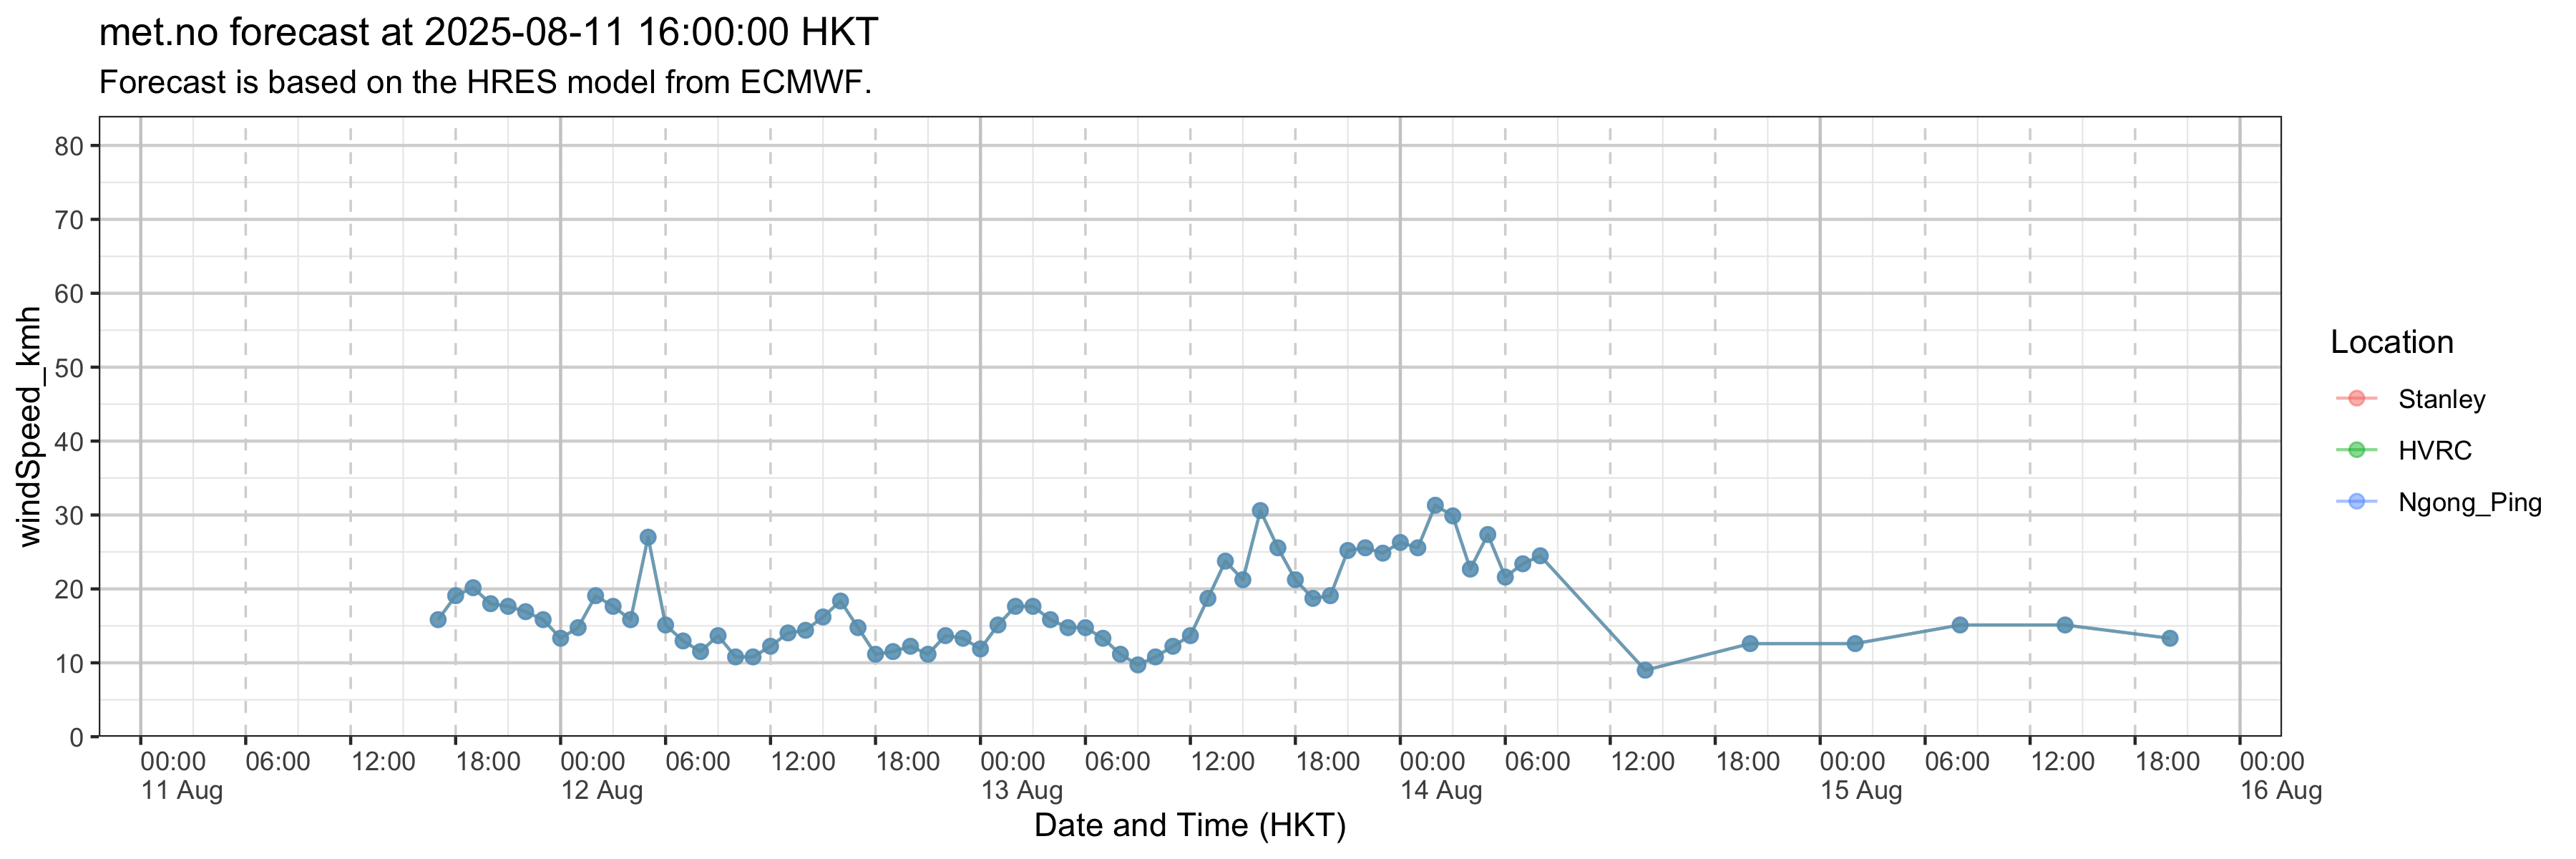 met.no forecast at 2025-08-11 16:00:00 HKT
Forecast is based on the HRES model from ECMWF.
windSpeed_kmh
80
70
60
50
40
30
20
10
0
00:00 06:00 12:00 18:00 00:00 06:00 12:00 18:00 00:00 06:00 12:00 18:00 00:00 06:00 12:00 18:00 00:00 06:00 12:00 18:00 00:00
11 Aug 12 Aug 13 Aug 14 Aug 15 Aug 16 Aug
Date and Time (HKT)
Location
Stanley
HVRC
Ngong_Ping